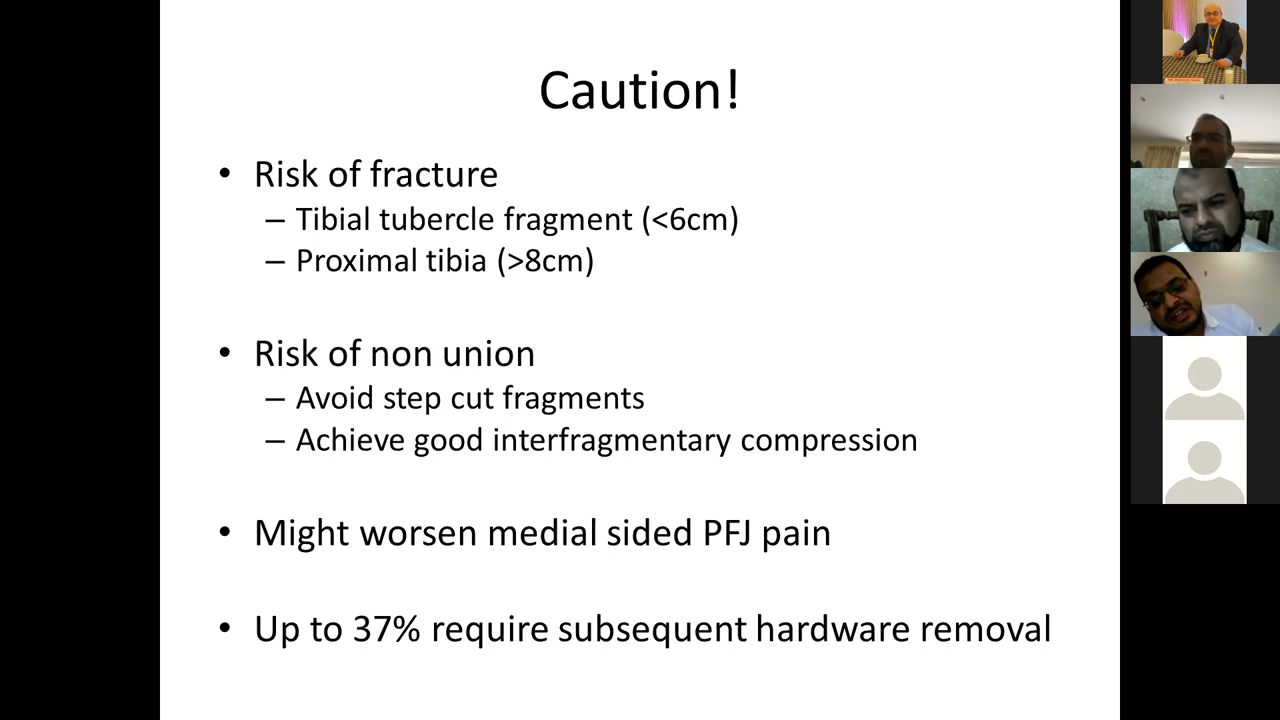 Caution!
• Risk of fracture
– Tibial tubercle fragment (<6cm)
– Proximal tibia (>8cm)
• Risk of non union
– Avoid step cut fragments
– Achieve good interfragmentary compression
• Might worsen medial sided PFJ pain
• Up to 37% require subsequent hardware removal